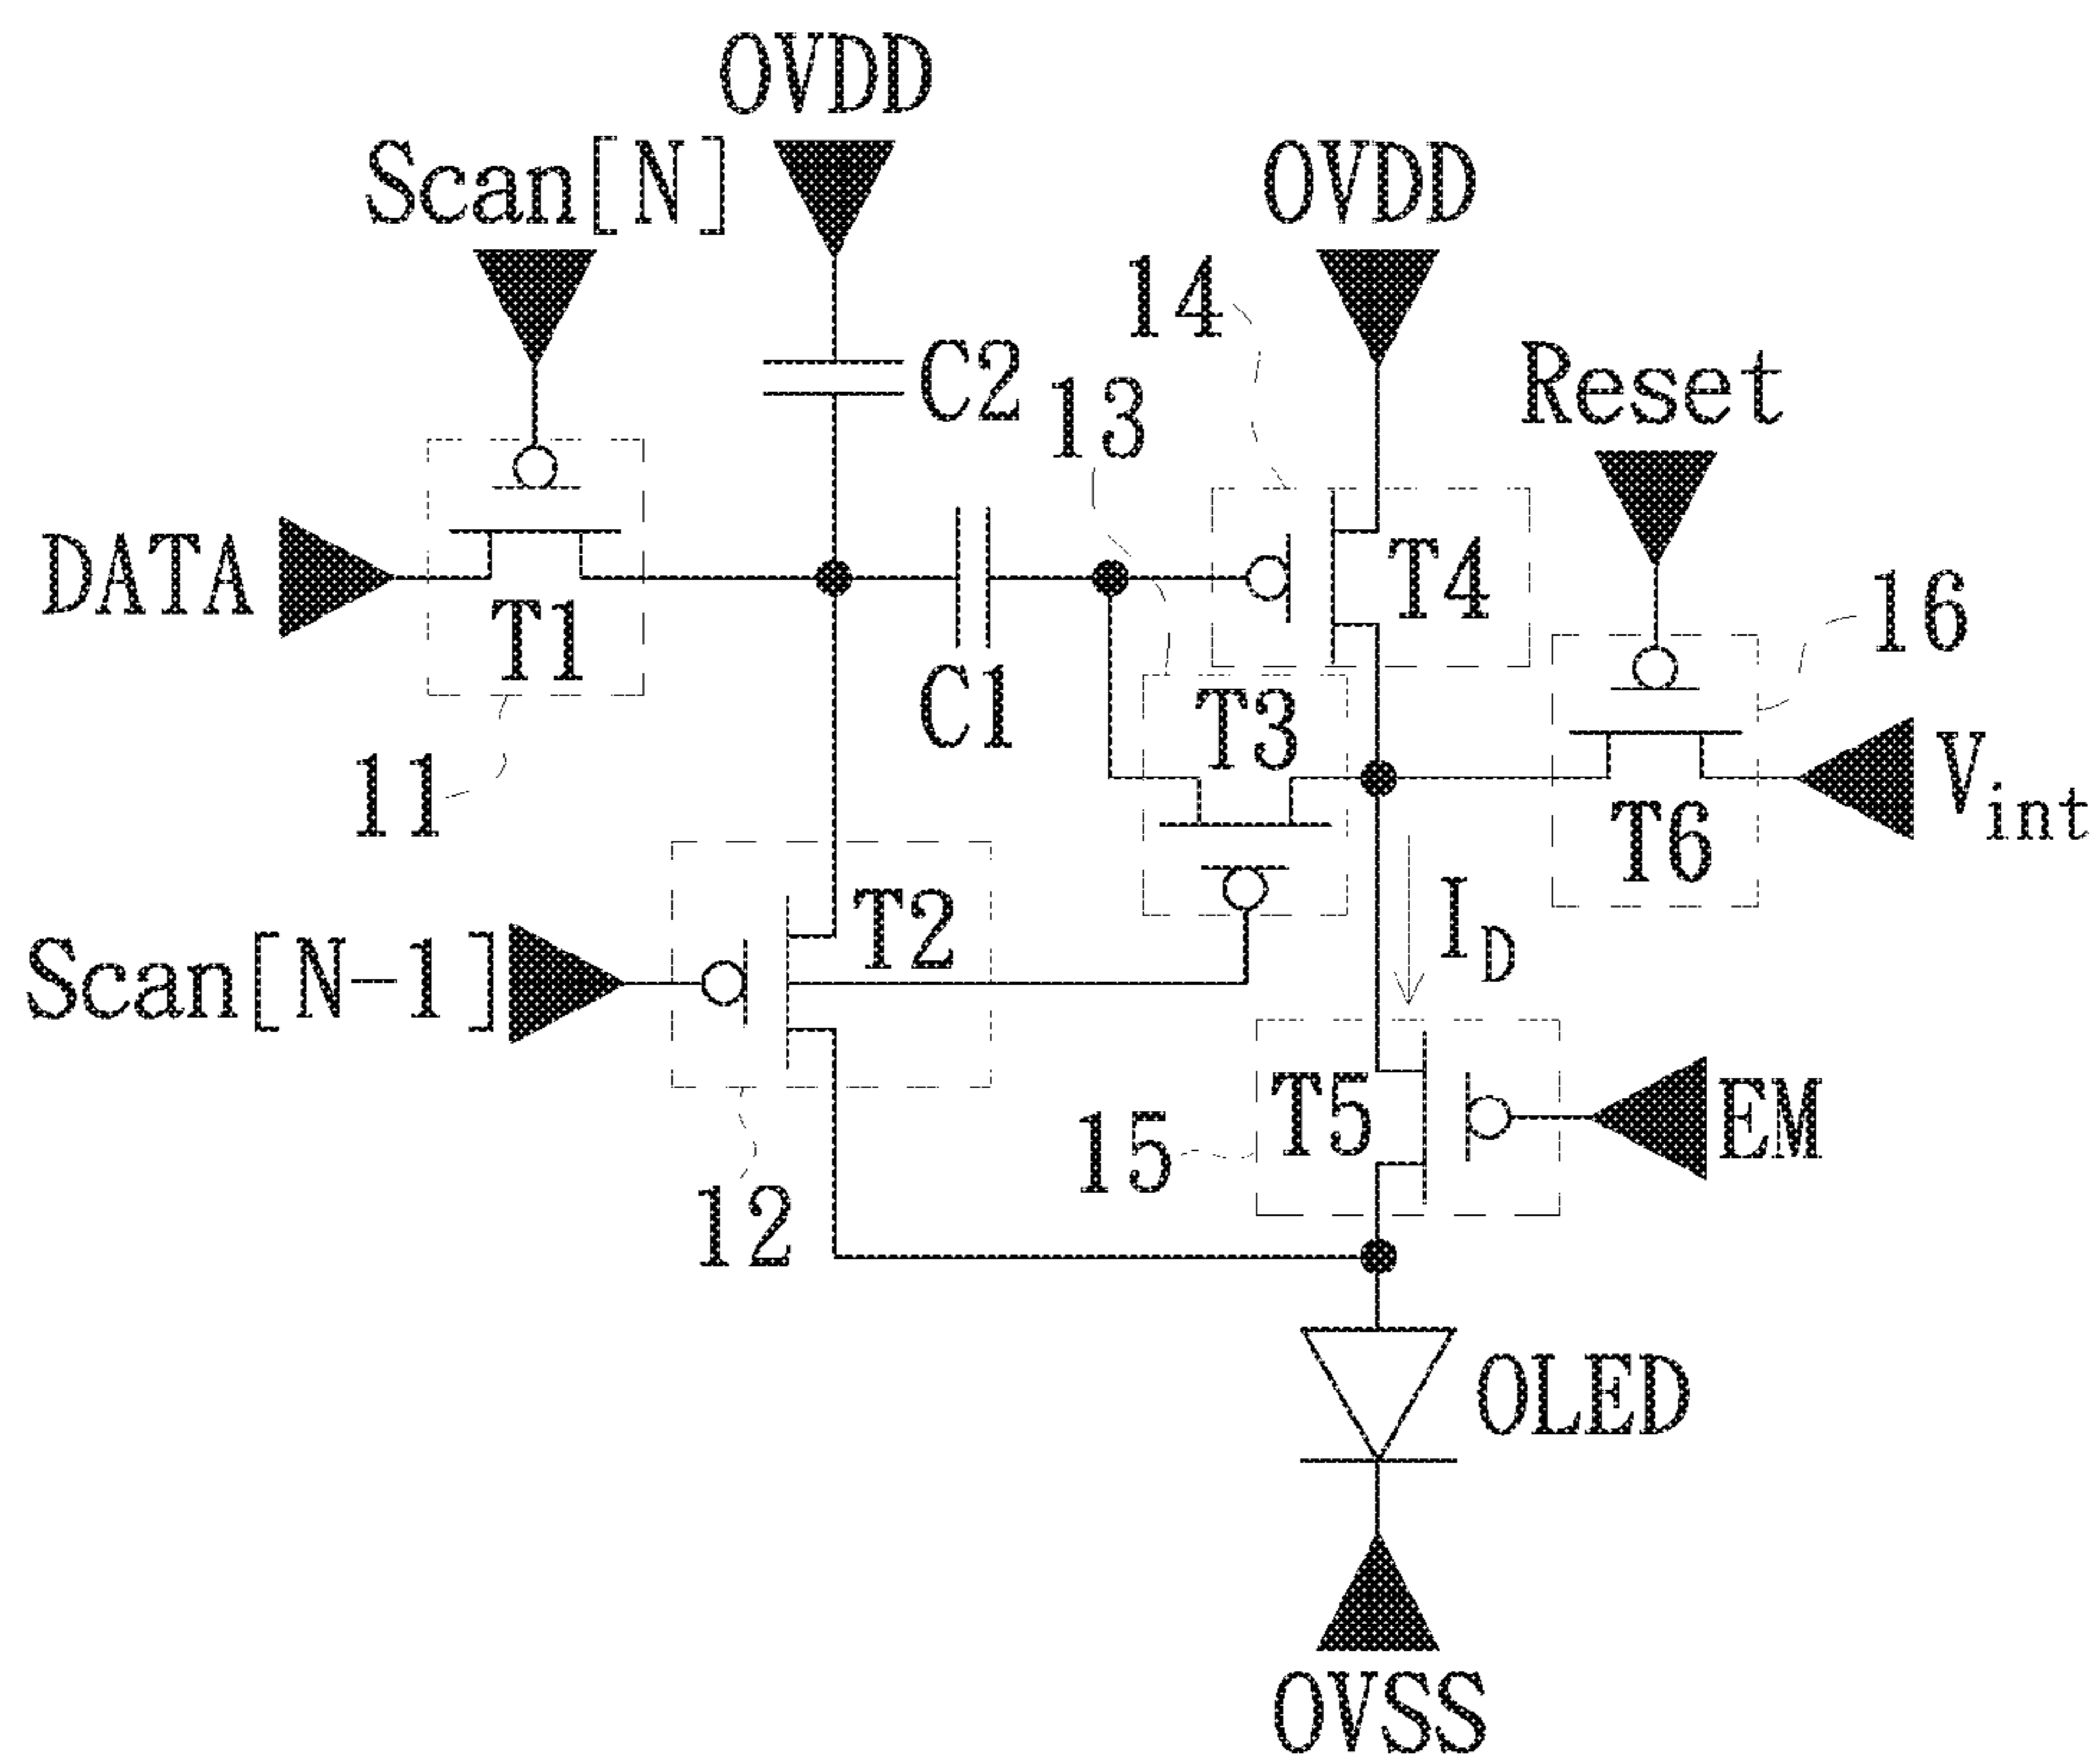 OVDD
Scan[N]
OVDD
14
C2
Reset
13
DATA
T1
T4
16
C1
T3
11
Vint
T6
T2
ID
Scan[N-1]
T5
EM
15
12
OLED
OVSS